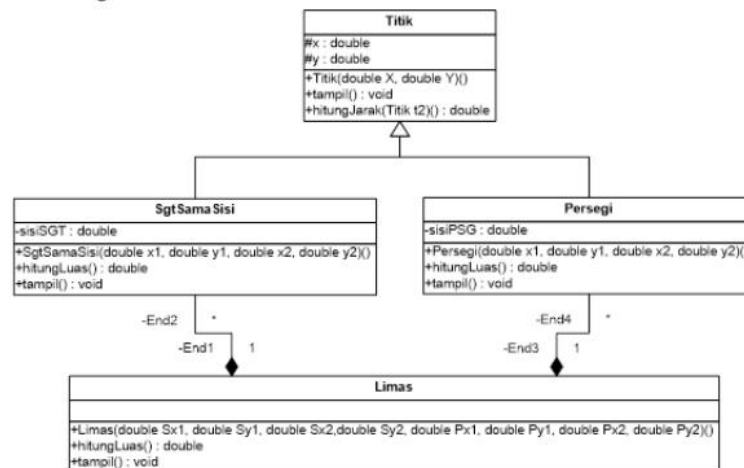 Titik
#x : double
#y : double
+Titik(double X, double Y)()
+tampil() : void
+hitungJarak(Titik t2)() : double
SgtSamaSisi
-sisiSGT : double
+SgtSamaSisi(double x1, double y1, double x2, double y2)()
+hitungLuas() : double
+tampil() : void
Persegi
-sisiPSG : double
+Persegi(double x1, double y1, double x2, double y2)(
+hitungLuas() : double
+tampil() : void
-End2 *
-End1 1
-End4 *
-End3 1
Limas
+Limas(double Sx1, double Sy1, double Sx2,double Sy2, double Px1, double Py1, double Px2, double Py2)()
+hitungLuas() : double
+tampil() : void